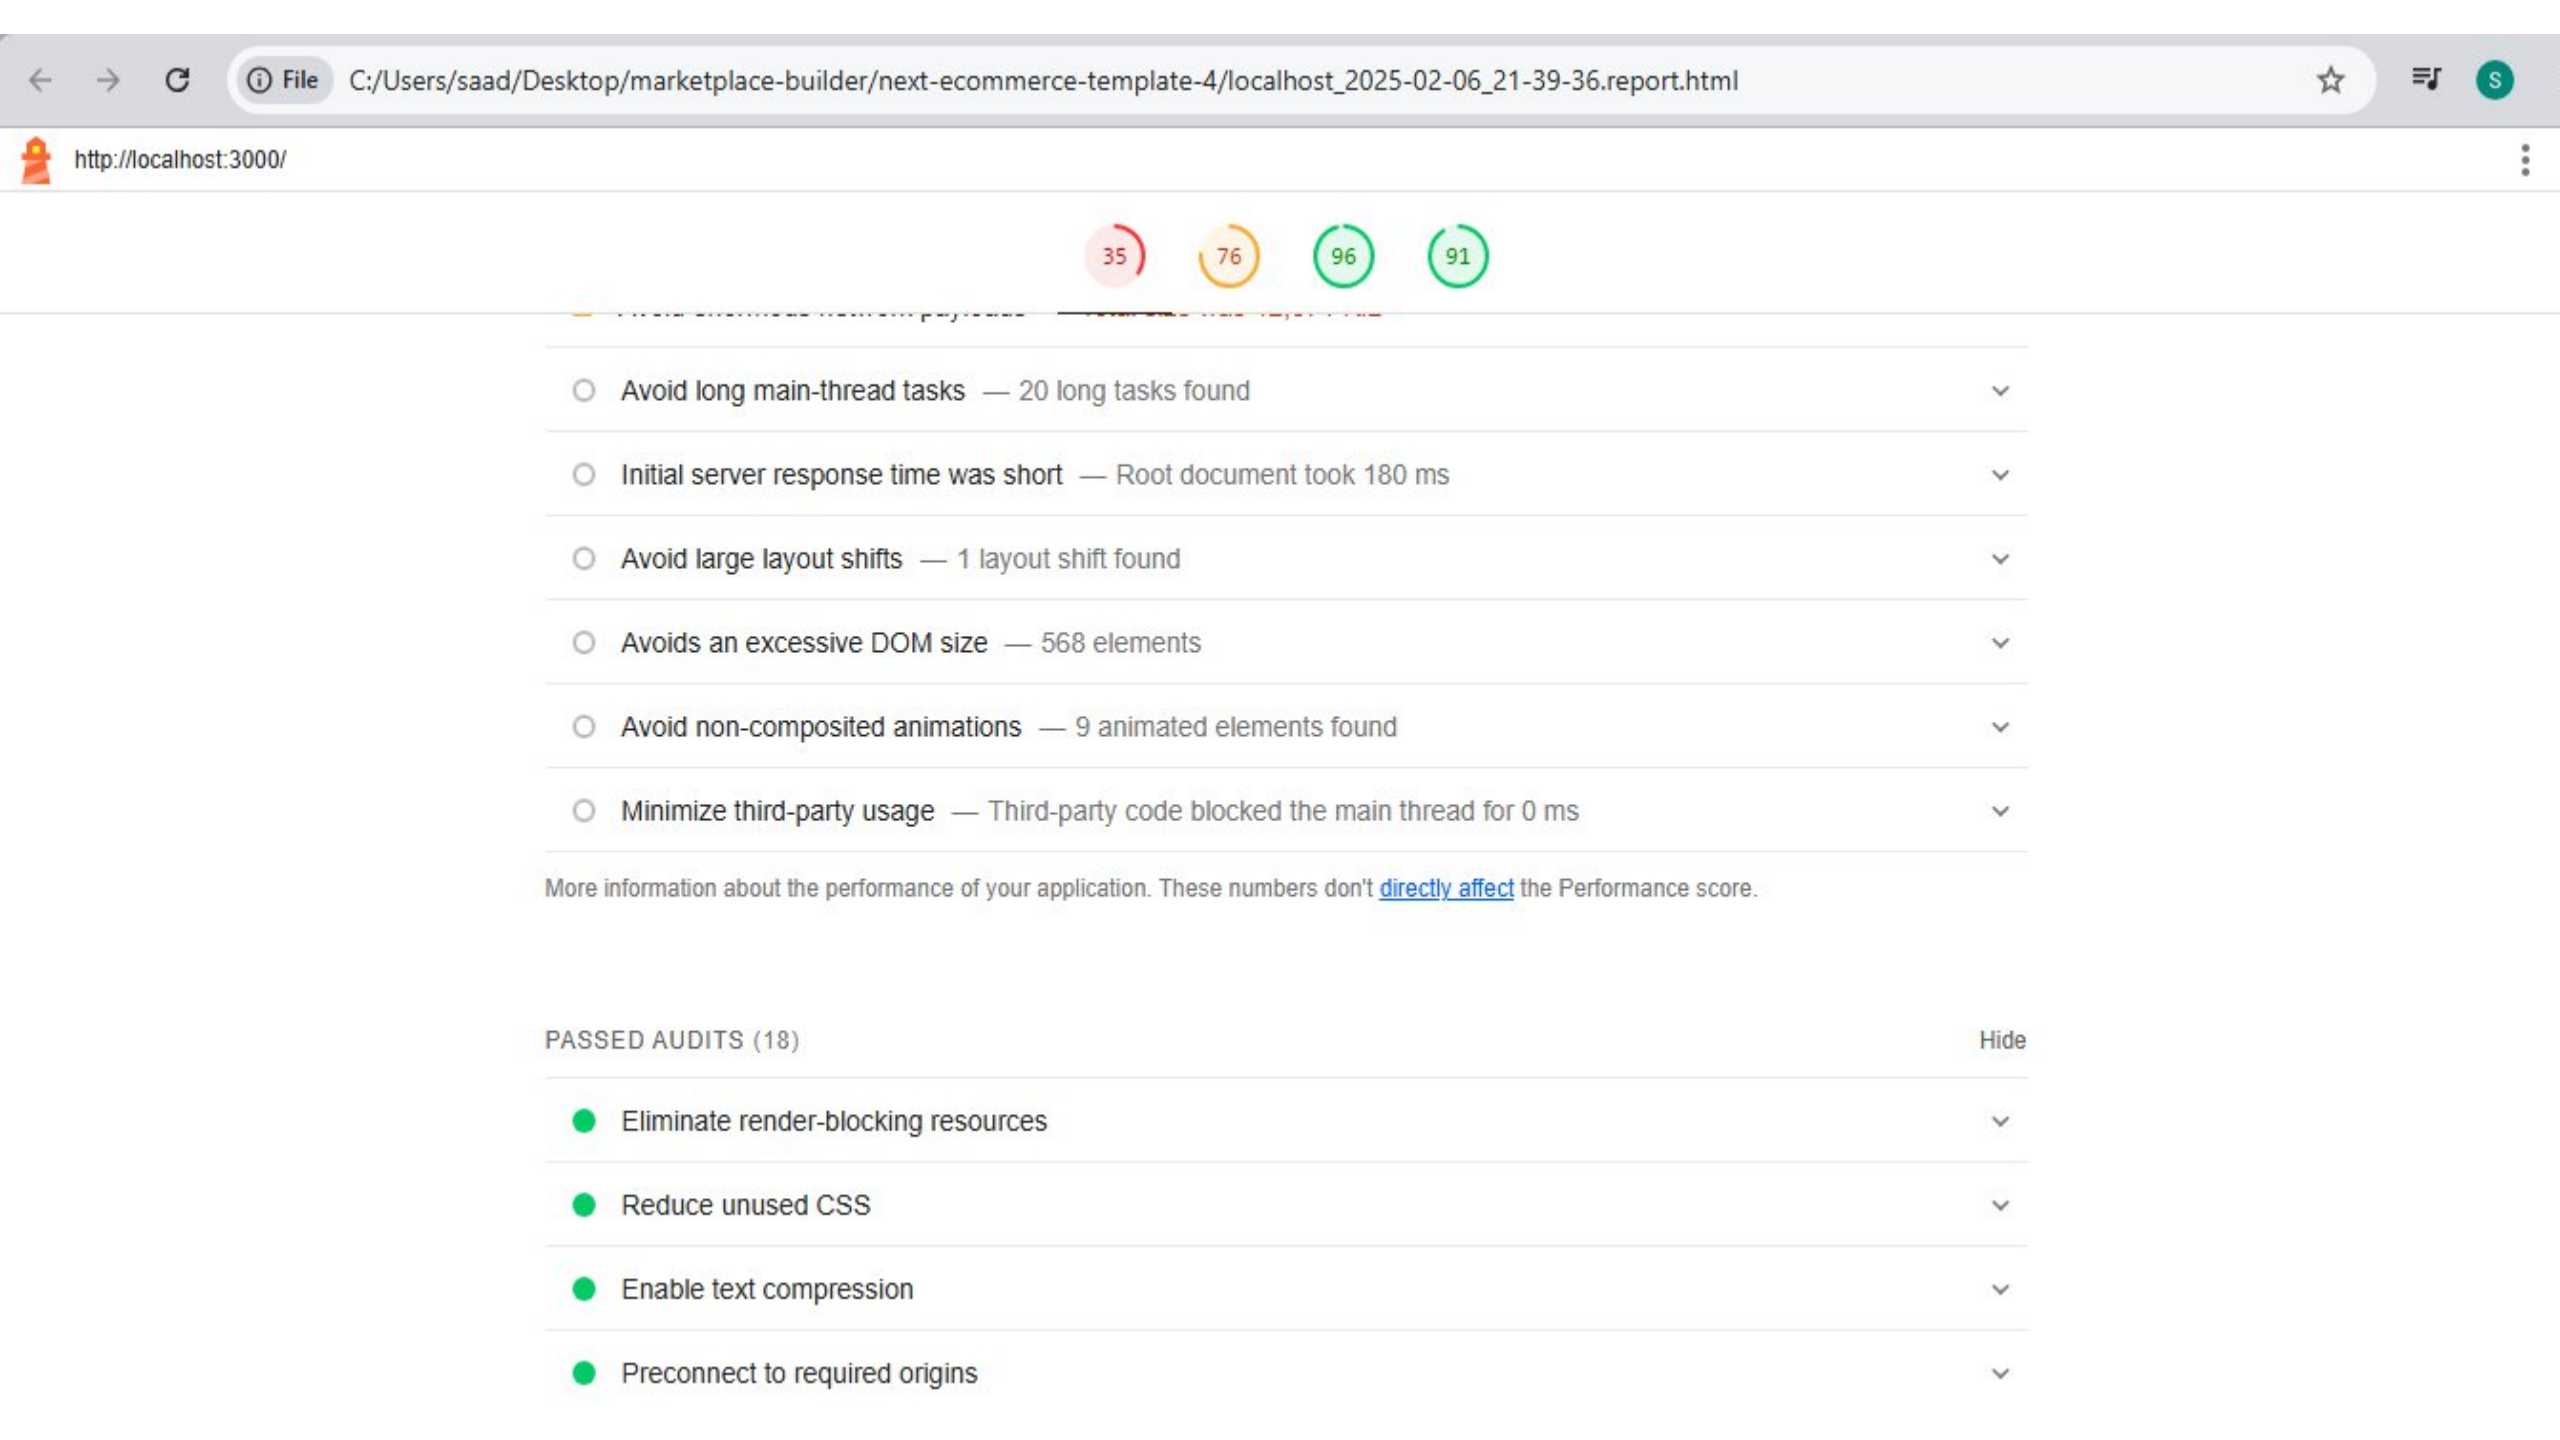 File C:/Users/saad/Desktop/marketplace-builder/next-ecommerce-template-4/localhost_2025-02-06_21-39-36.report.html S
http://localhost:3000/
35 76 96 91
Avoid long main-thread tasks — 20 long tasks found
Initial server response time was short — Root document took 180 ms
Avoid large layout shifts — 1 layout shift found
Avoids an excessive DOM size — 568 elements
Avoid non-composited animations — 9 animated elements found
Minimize third-party usage — Third-party code blocked the main thread for 0 ms
More information about the performance of your application. These numbers don't directly affect the Performance score.
PASSED AUDITS (18) Hide
Eliminate render-blocking resources
Reduce unused CSS
Enable text compression
Preconnect to required origins